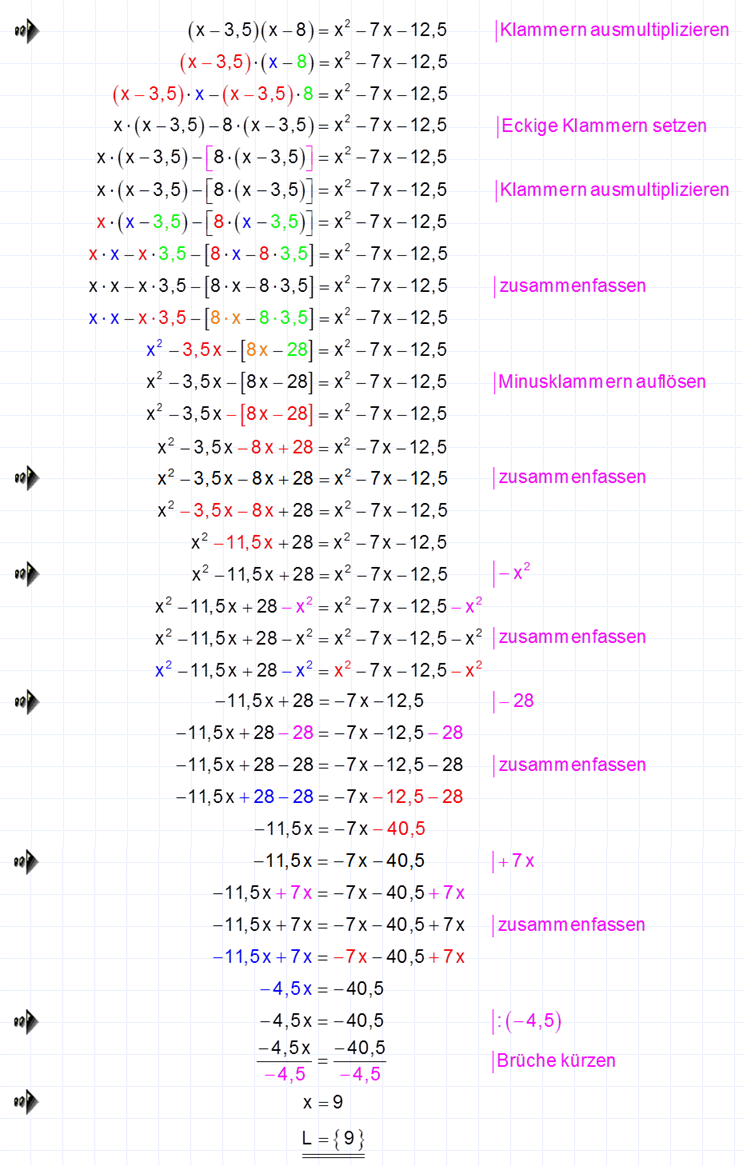 (x − 3,5)(x − 8) = x² − 7x − 12,5 |Klammern ausmultiplizieren
(x − 3,5)·(x − 8) = x² − 7x − 12,5
(x − 3,5)·x − (x − 3,5)·8 = x² − 7x − 12,5
x·(x − 3,5) − 8·(x − 3,5) = x² − 7x − 12,5 |Eckige Klammern setzen
x·(x − 3,5) − [8·(x − 3,5)] = x² − 7x − 12,5
x·(x − 3,5) − [8·(x − 3,5)] = x² − 7x − 12,5 |Klammern ausmultiplizieren
x·(x − 3,5) − [8·(x − 3,5)] = x² − 7x − 12,5
x·x − x·3,5 − [8·x − 8·3,5] = x² − 7x − 12,5
x·x − x·3,5 − [8·x − 8·3,5] = x² − 7x − 12,5 |zusammenfassen
x·x − x·3,5 − [8·x − 8·3,5] = x² − 7x − 12,5
x² − 3,5x − [8x − 28] = x² − 7x − 12,5
x² − 3,5x − [8x − 28] = x² − 7x − 12,5 |Minusklammern auflösen
x² − 3,5x − [8x − 28] = x² − 7x − 12,5
x² − 3,5x − 8x + 28 = x² − 7x − 12,5
x² − 3,5x − 8x + 28 = x² − 7x − 12,5 |zusammenfassen
x² − 3,5x − 8x + 28 = x² − 7x − 12,5
x² − 11,5x + 28 = x² − 7x − 12,5
x² − 11,5x + 28 = x² − 7x − 12,5 |− x²
x² − 11,5x + 28 − x² = x² − 7x − 12,5 − x²
x² − 11,5x + 28 − x² = x² − 7x − 12,5 − x² |zusammenfassen
x² − 11,5x + 28 − x² = x² − 7x − 12,5 − x²
−11,5x + 28 = −7x − 12,5 |− 28
−11,5x + 28 − 28 = −7x − 12,5 − 28
−11,5x + 28 − 28 = −7x − 12,5 − 28 |zusammenfassen
−11,5x + 28 − 28 = −7x − 12,5 − 28
−11,5x = −7x − 40,5
−11,5x = −7x − 40,5 |+ 7x
−11,5x + 7x = −7x − 40,5 + 7x
−11,5x + 7x = −7x − 40,5 + 7x |zusammenfassen
−11,5x + 7x = −7x − 40,5 + 7x
−4,5x = −40,5
−4,5x = −40,5 |:(−4,5)
−4,5x/−4,5 = −40,5/−4,5 |Brüche kürzen
x = 9
L = {9}